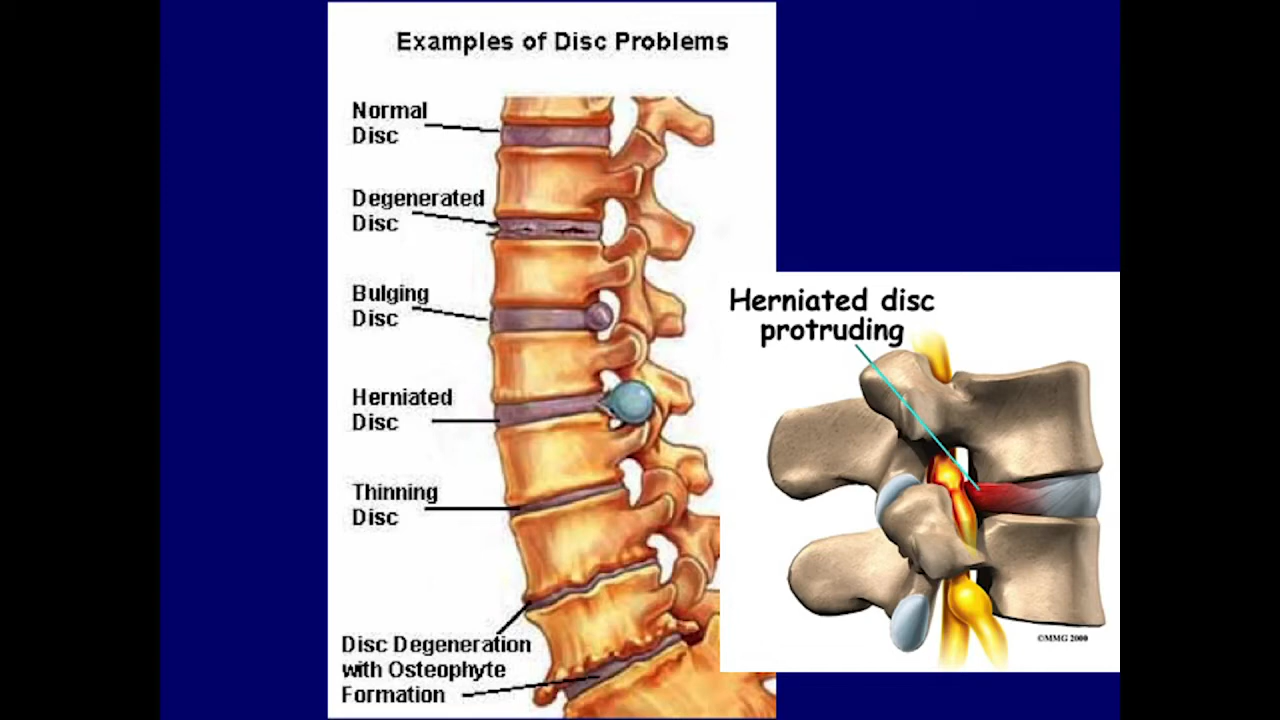 Examples of Disc Problems
Normal
Disc
Degenerated
Disc
Bulging
Disc
Herniated
Disc
Thinning
Disc
Disc Degeneration
with Osteophyte
Formation
Herniated disc
protruding
©MMG 2000